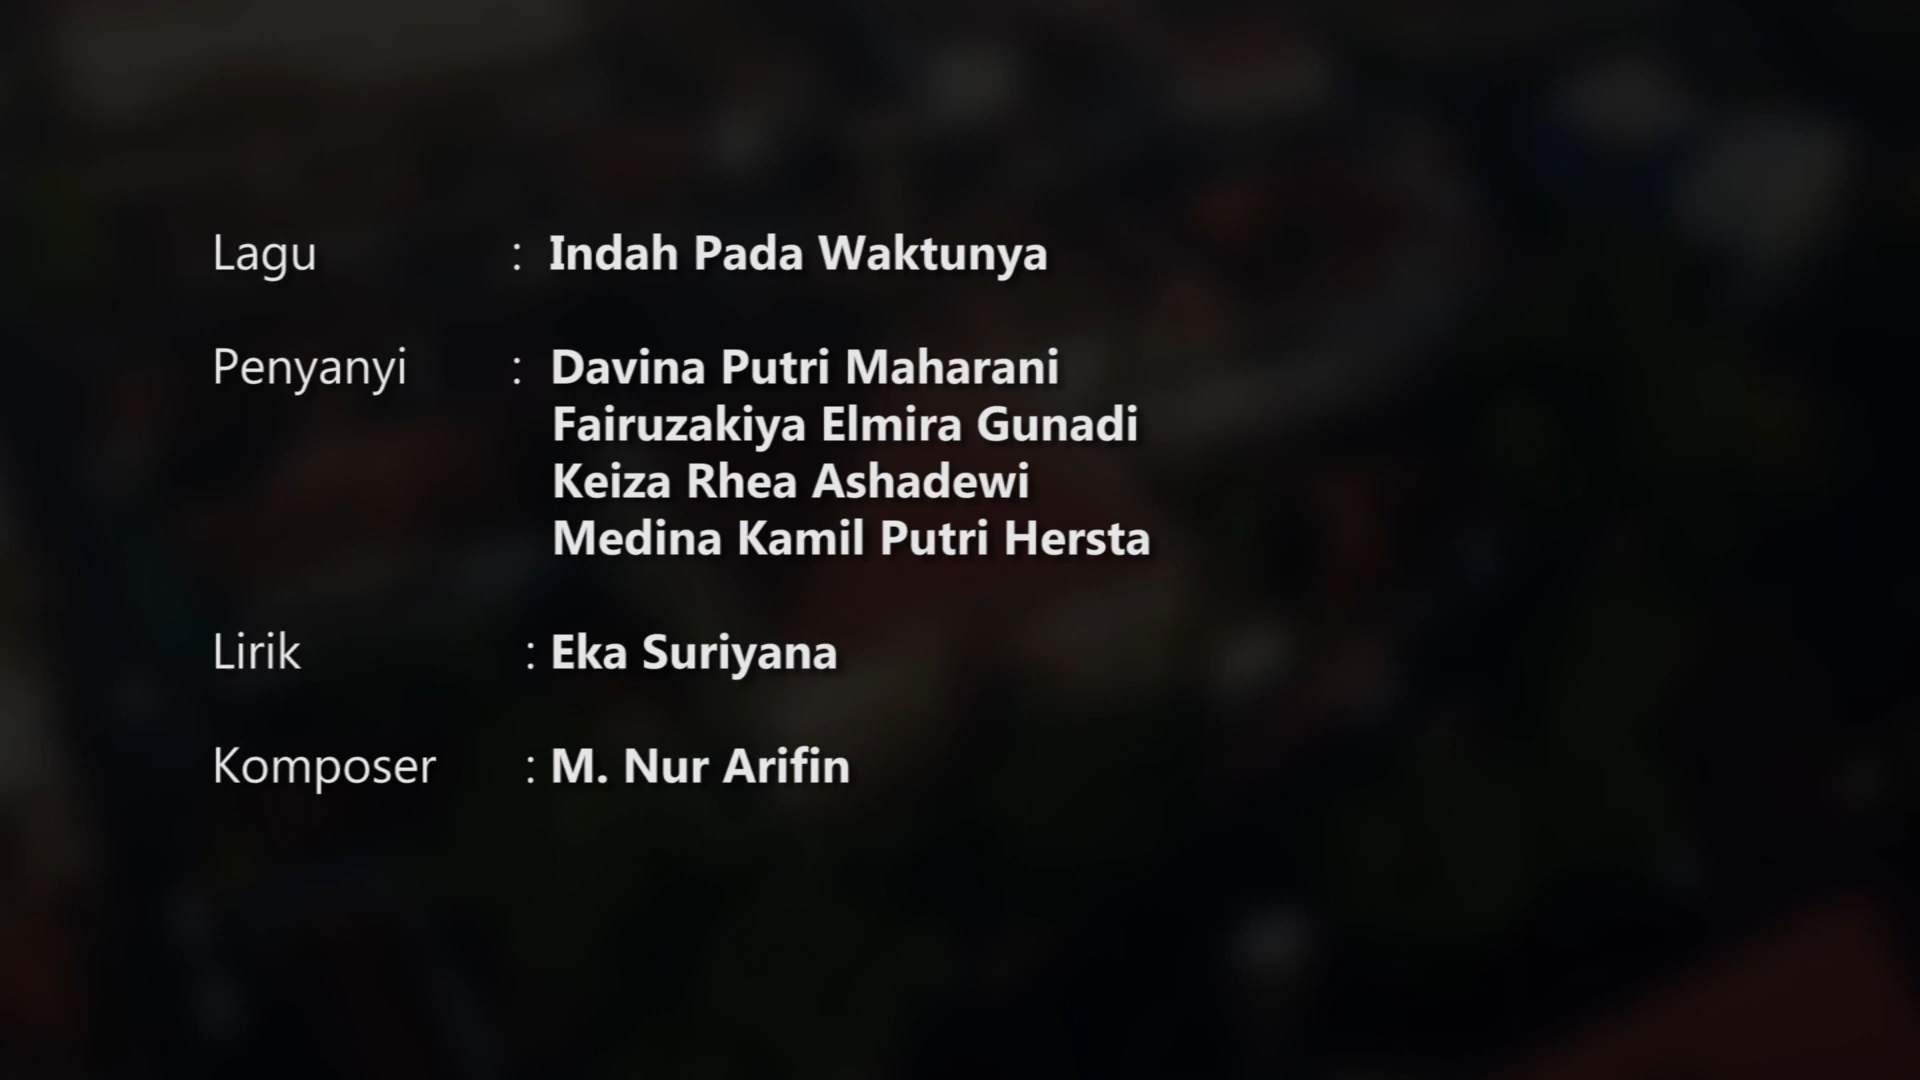 Lagu : Indah Pada Waktunya
Penyanyi : Davina Putri Maharani
Fairuzakiya Elmira Gunadi
Keiza Rhea Ashadewi
Medina Kamil Putri Hersta
Lirik : Eka Suriyana
Komposer : M. Nur Arifin